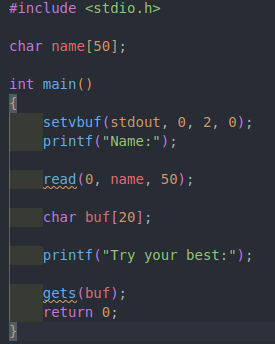 #include <stdio.h>
char name[50];
int main()
{
setvbuf(stdout, 0, 2, 0);
printf("Name:");
read(0, name, 50);
char buf[20];
printf("Try your best:");
gets(buf);
return 0;
}